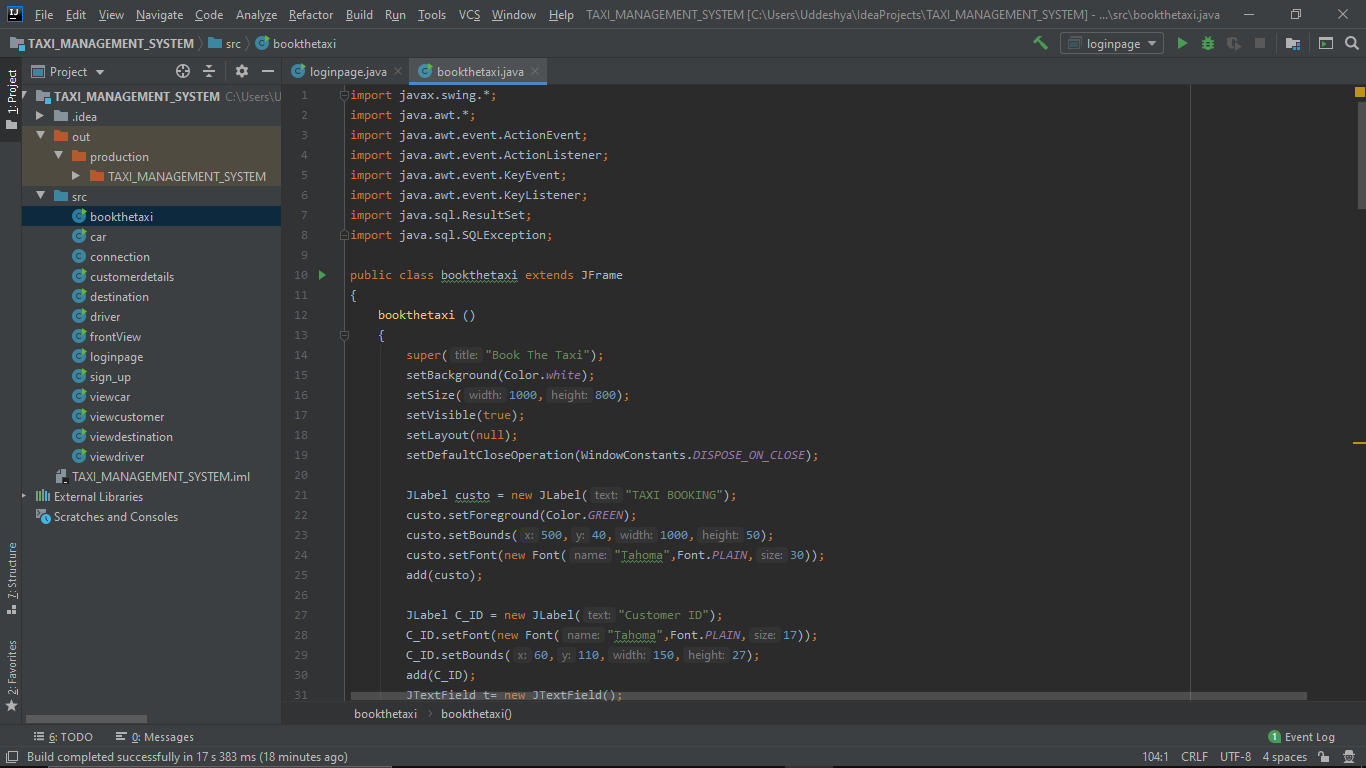 File Edit View Navigate Code Analyze Refactor Build Run Tools VCS Window Help TAXI_MANAGEMENT_SYSTEM [C:\Users\Uddeshya\IdeaProjects\TAXI_MANAGEMENT_SYSTEM] - ...\src\bookthetaxi.java
TAXI_MANAGEMENT_SYSTEM src bookthetaxi loginpage
Project
loginpage.java bookthetaxi.java
1: Project
TAXI_MANAGEMENT_SYSTEM C:\Users\U
.idea
out
production
TAXI_MANAGEMENT_SYSTEM
src
bookthetaxi
car
connection
customerdetails
destination
driver
frontView
loginpage
sign_up
viewcar
viewcustomer
viewdestination
viewdriver
TAXI_MANAGEMENT_SYSTEM.iml
External Libraries
Scratches and Consoles
7: Structure
2: Favorites
1 import javax.swing.*;
2 import java.awt.*;
3 import java.awt.event.ActionEvent;
4 import java.awt.event.ActionListener;
5 import java.awt.event.KeyEvent;
6 import java.awt.event.KeyListener;
7 import java.sql.ResultSet;
8 import java.sql.SQLException;
9
10 public class bookthetaxi extends JFrame
11 {
12 bookthetaxi ()
13 {
14 super( title: "Book The Taxi");
15 setBackground(Color.white);
16 setSize( width: 1000, height: 800);
17 setVisible(true);
18 setLayout(null);
19 setDefaultCloseOperation(WindowConstants.DISPOSE_ON_CLOSE);
20
21 JLabel custo = new JLabel( text: "TAXI BOOKING");
22 custo.setForeground(Color.GREEN);
23 custo.setBounds( x: 500, y: 40, width: 1000, height: 50);
24 custo.setFont(new Font( name: "Tahoma",Font.PLAIN, size: 30));
25 add(custo);
26
27 JLabel C_ID = new JLabel( text: "Customer ID");
28 C_ID.setFont(new Font( name: "Tahoma",Font.PLAIN, size: 17));
29 C_ID.setBounds( x: 60, y: 110, width: 150, height: 27);
30 add(C_ID);
31 JTextField t= new JTextField();
bookthetaxi bookthetaxi()
6: TODO 0: Messages 1 Event Log
Build completed successfully in 17 s 383 ms (18 minutes ago) 104:1 CRLF UTF-8 4 spaces